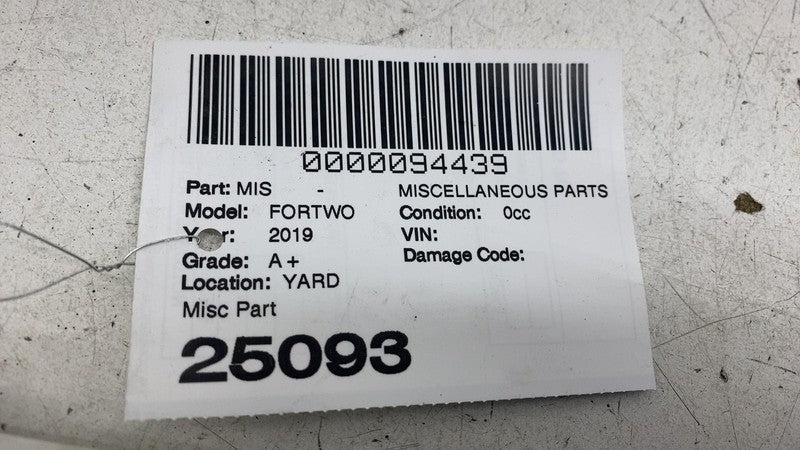 0000094439
Part: MIS - MISCELLANEOUS PARTS
Model: FORTWO Condition: 0cc
Year: 2019 VIN:
Grade: A+ Damage Code:
Location: YARD
Misc Part
25093